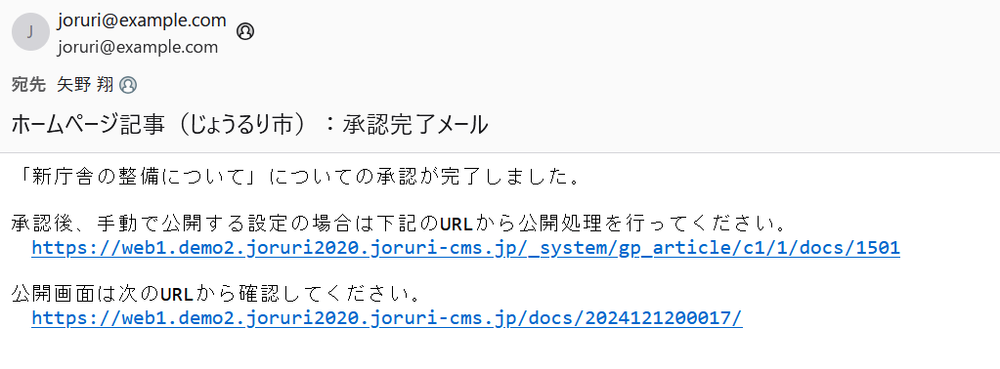 J
joruri@example.com
joruri@example.com
宛先 矢野 翔
ホームページ記事（じょうるり市）：承認完了メール
「新庁舎の整備について」についての承認が完了しました。
承認後、手動で公開する設定の場合は下記のURLから公開処理を行ってください。
https://web1.demo2.joruri2020.joruri-cms.jp/_system/gp_article/c1/1/docs/1501
公開画面は次のURLから確認してください。
https://web1.demo2.joruri2020.joruri-cms.jp/docs/2024121200017/